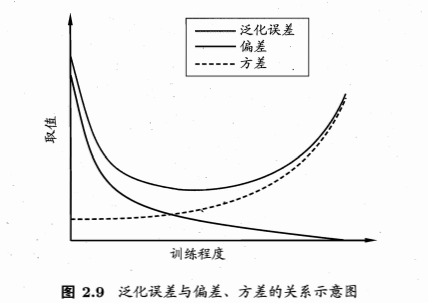 泛化误差
偏差
方差
取值
训练程度
图 2.9 泛化误差与偏差、方差的关系示意图